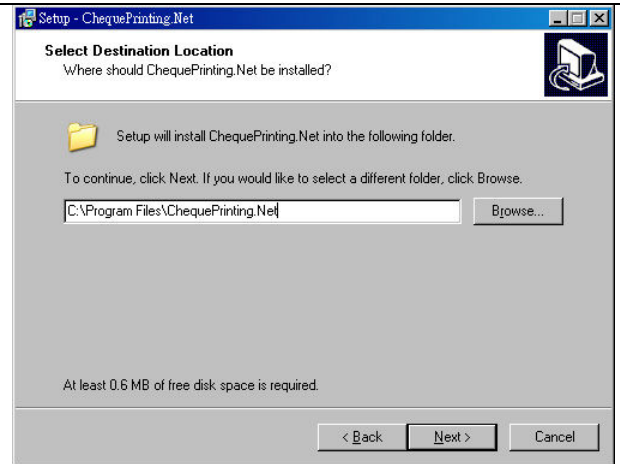 Setup - ChequePrinting.Net
Select Destination Location
Where should ChequePrinting.Net be installed?
Setup will install ChequePrinting.Net into the following folder.
To continue, click Next. If you would like to select a different folder, click Browse.
C:\Program Files\ChequePrinting.Net
Browse...
At least 0.6 MB of free disk space is required.
< Back Next > Cancel